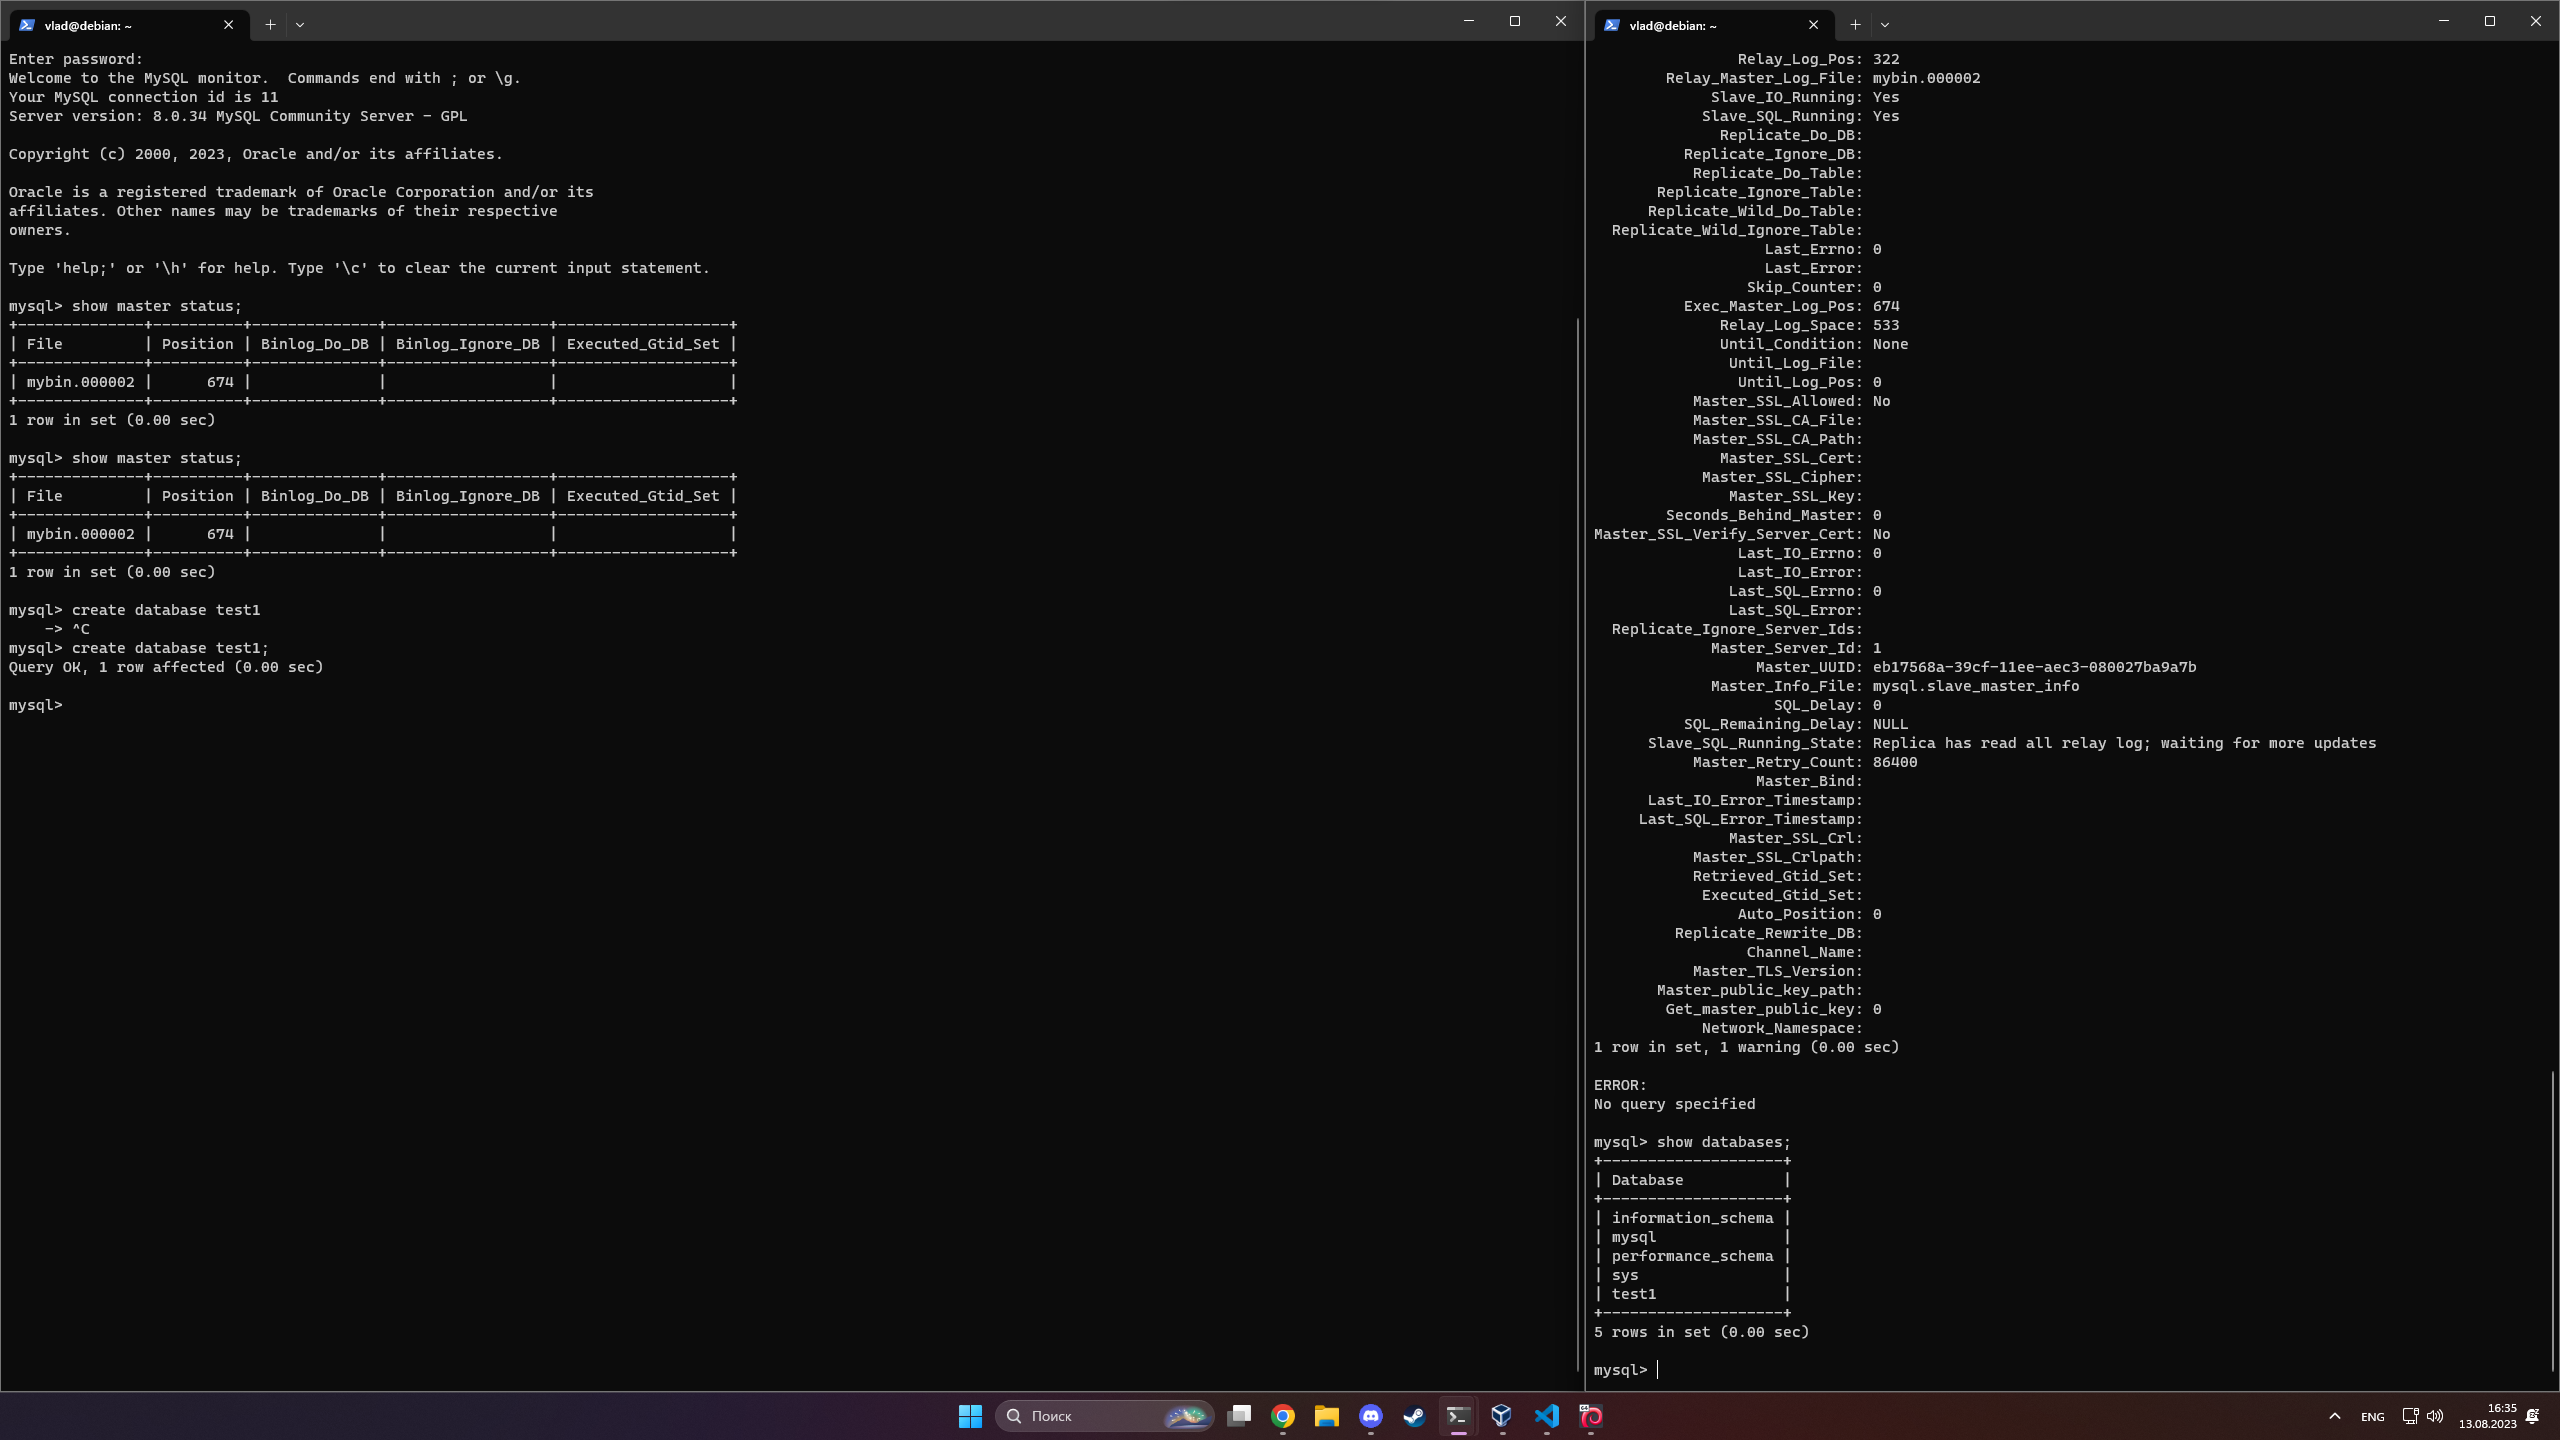 vlad@debian: ~
Enter password:
Welcome to the MySQL monitor.  Commands end with ; or \g.
Your MySQL connection id is 11
Server version: 8.0.34 MySQL Community Server - GPL
Copyright (c) 2000, 2023, Oracle and/or its affiliates.
Oracle is a registered trademark of Oracle Corporation and/or its
affiliates. Other names may be trademarks of their respective
owners.
Type 'help;' or '\h' for help. Type '\c' to clear the current input statement.
mysql> show master status;
+--------------+----------+--------------+------------------+-------------------+
| File         | Position | Binlog_Do_DB | Binlog_Ignore_DB | Executed_Gtid_Set |
+--------------+----------+--------------+------------------+-------------------+
| mybin.000002 |      674 |              |                  |                   |
+--------------+----------+--------------+------------------+-------------------+
1 row in set (0.00 sec)
mysql> show master status;
+--------------+----------+--------------+------------------+-------------------+
| File         | Position | Binlog_Do_DB | Binlog_Ignore_DB | Executed_Gtid_Set |
+--------------+----------+--------------+------------------+-------------------+
| mybin.000002 |      674 |              |                  |                   |
+--------------+----------+--------------+------------------+-------------------+
1 row in set (0.00 sec)
mysql> create database test1
    -> ^C
mysql> create database test1;
Query OK, 1 row affected (0.00 sec)
mysql>
vlad@debian: ~
Relay_Log_Pos: 322
Relay_Master_Log_File: mybin.000002
Slave_IO_Running: Yes
Slave_SQL_Running: Yes
Replicate_Do_DB:
Replicate_Ignore_DB:
Replicate_Do_Table:
Replicate_Ignore_Table:
Replicate_Wild_Do_Table:
Replicate_Wild_Ignore_Table:
Last_Errno: 0
Last_Error:
Skip_Counter: 0
Exec_Master_Log_Pos: 674
Relay_Log_Space: 533
Until_Condition: None
Until_Log_File:
Until_Log_Pos: 0
Master_SSL_Allowed: No
Master_SSL_CA_File:
Master_SSL_CA_Path:
Master_SSL_Cert:
Master_SSL_Cipher:
Master_SSL_Key:
Seconds_Behind_Master: 0
Master_SSL_Verify_Server_Cert: No
Last_IO_Errno: 0
Last_IO_Error:
Last_SQL_Errno: 0
Last_SQL_Error:
Replicate_Ignore_Server_Ids:
Master_Server_Id: 1
Master_UUID: eb17568a-39cf-11ee-aec3-080027ba9a7b
Master_Info_File: mysql.slave_master_info
SQL_Delay: 0
SQL_Remaining_Delay: NULL
Slave_SQL_Running_State: Replica has read all relay log; waiting for more updates
Master_Retry_Count: 86400
Master_Bind:
Last_IO_Error_Timestamp:
Last_SQL_Error_Timestamp:
Master_SSL_Crl:
Master_SSL_Crlpath:
Retrieved_Gtid_Set:
Executed_Gtid_Set:
Auto_Position: 0
Replicate_Rewrite_DB:
Channel_Name:
Master_TLS_Version:
Master_public_key_path:
Get_master_public_key: 0
Network_Namespace:
1 row in set, 1 warning (0.00 sec)
ERROR:
No query specified
mysql> show databases;
+--------------------+
| Database           |
+--------------------+
| information_schema |
| mysql              |
| performance_schema |
| sys                |
| test1              |
+--------------------+
5 rows in set (0.00 sec)
mysql>
Поиск
64
ENG
16:35
13.08.2023